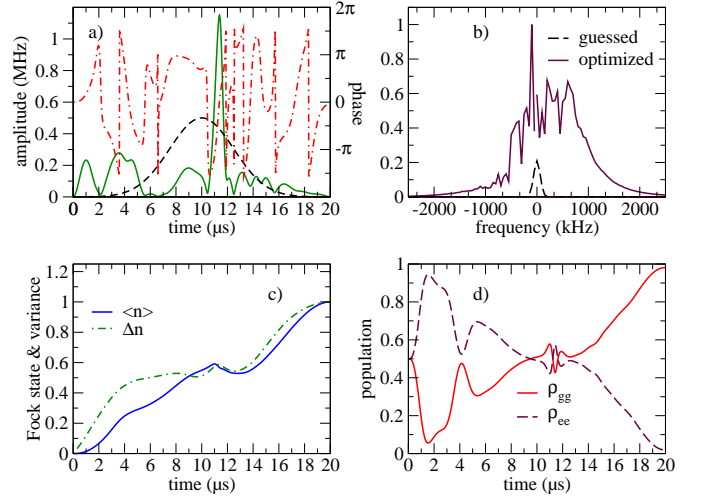 a)
2π
π
0
-π
phase
1
0.8
0.6
0.4
0.2
0
amplitude (MHz)
0 2 4 6 8 10 12 14 16 18 20
time (μs)
b)
guessed
optimized
1
0.8
0.6
0.4
0.2
0
-2000 -1000 0 1000 2000
frequency (kHz)
c)
<n>
Δn
1.2
1
0.8
0.6
0.4
0.2
0
Fock state & variance
0 2 4 6 8 10 12 14 16 18 20
time (μs)
d)
1
0.8
0.6
0.4
0.2
0
population
ρgg
ρee
0 2 4 6 8 10 12 14 16 18 20
time (μs)